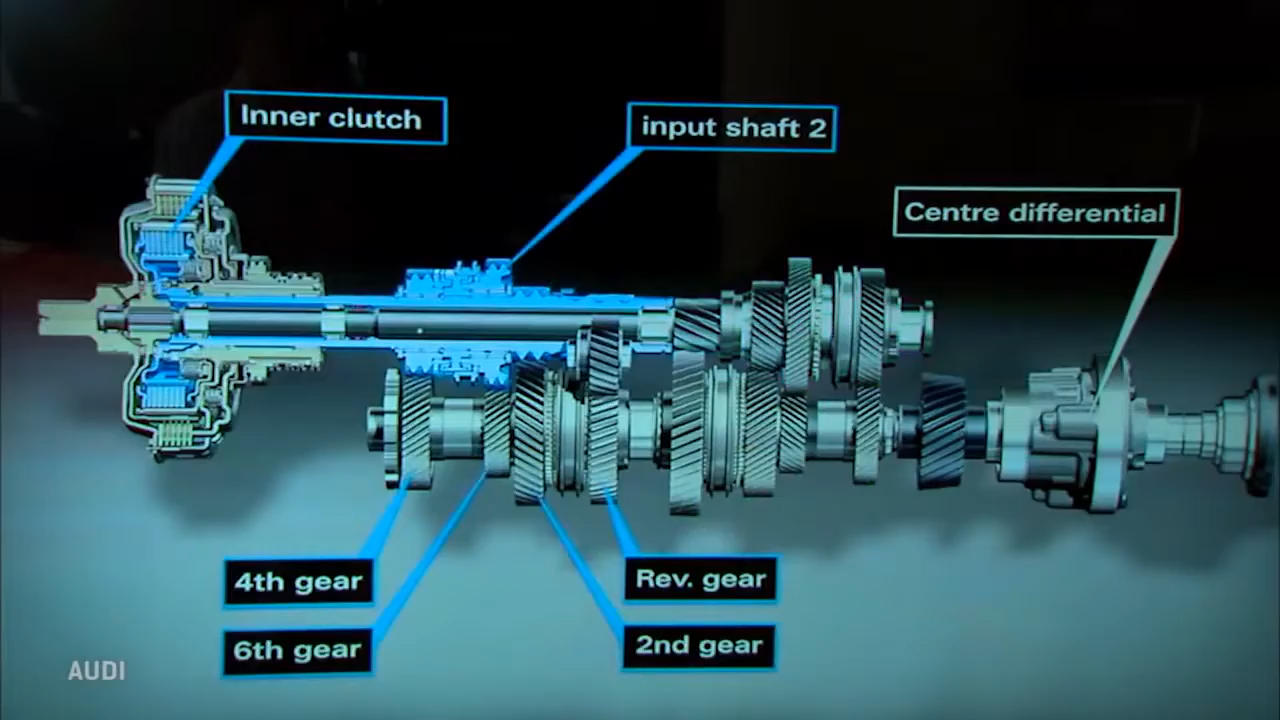 Inner clutch
input shaft 2
Centre differential
4th gear
Rev. gear
6th gear
2nd gear
AUDI